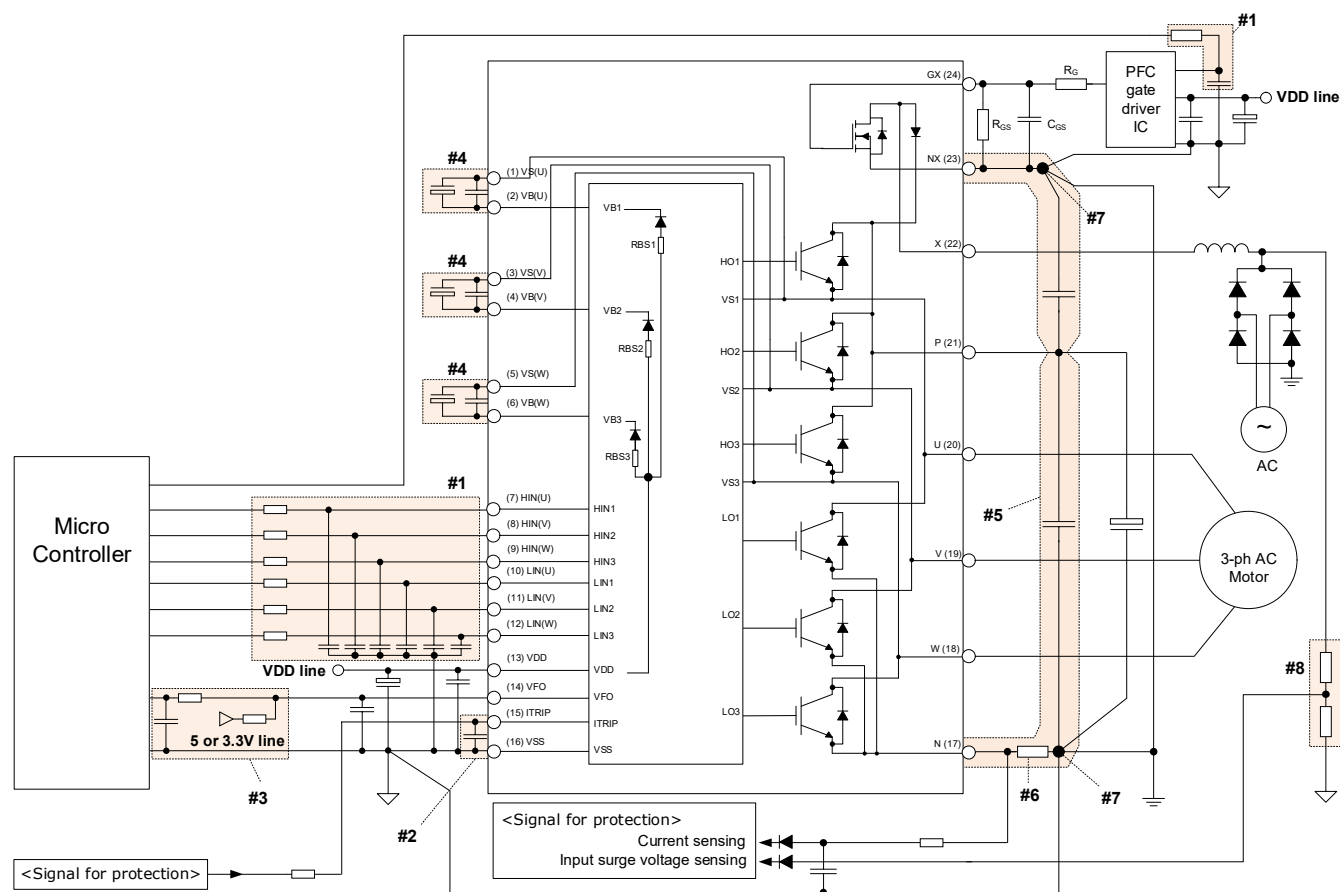 #1
GX (24)
RG
PFC
gate
driver
IC
VDD line
RGS
CGS
NX (23)
#7
X (22)
#4
(1) VS(U)
(2) VB(U)
VB1
RBS1
#4
(3) VS(V)
(4) VB(V)
VB2
RBS2
#4
(5) VS(W)
(6) VB(W)
VB3
RBS3
HO1
VS1
HO2
VS2
HO3
VS3
LO1
LO2
LO3
P (21)
U (20)
V (19)
W (18)
N (17)
~
AC
3-ph AC
Motor
#5
#6
#7
#8
Micro
Controller
#1
(7) HIN(U)
HIN1
(8) HIN(V)
HIN2
(9) HIN(W)
HIN3
(10) LIN(U)
LIN1
(11) LIN(V)
LIN2
(12) LIN(W)
LIN3
VDD line
(13) VDD
VDD
(14) VFO
VFO
(15) ITRIP
ITRIP
(16) VSS
VSS
5 or 3.3V line
#3
#2
<Signal for protection>
Current sensing
Input surge voltage sensing
<Signal for protection>